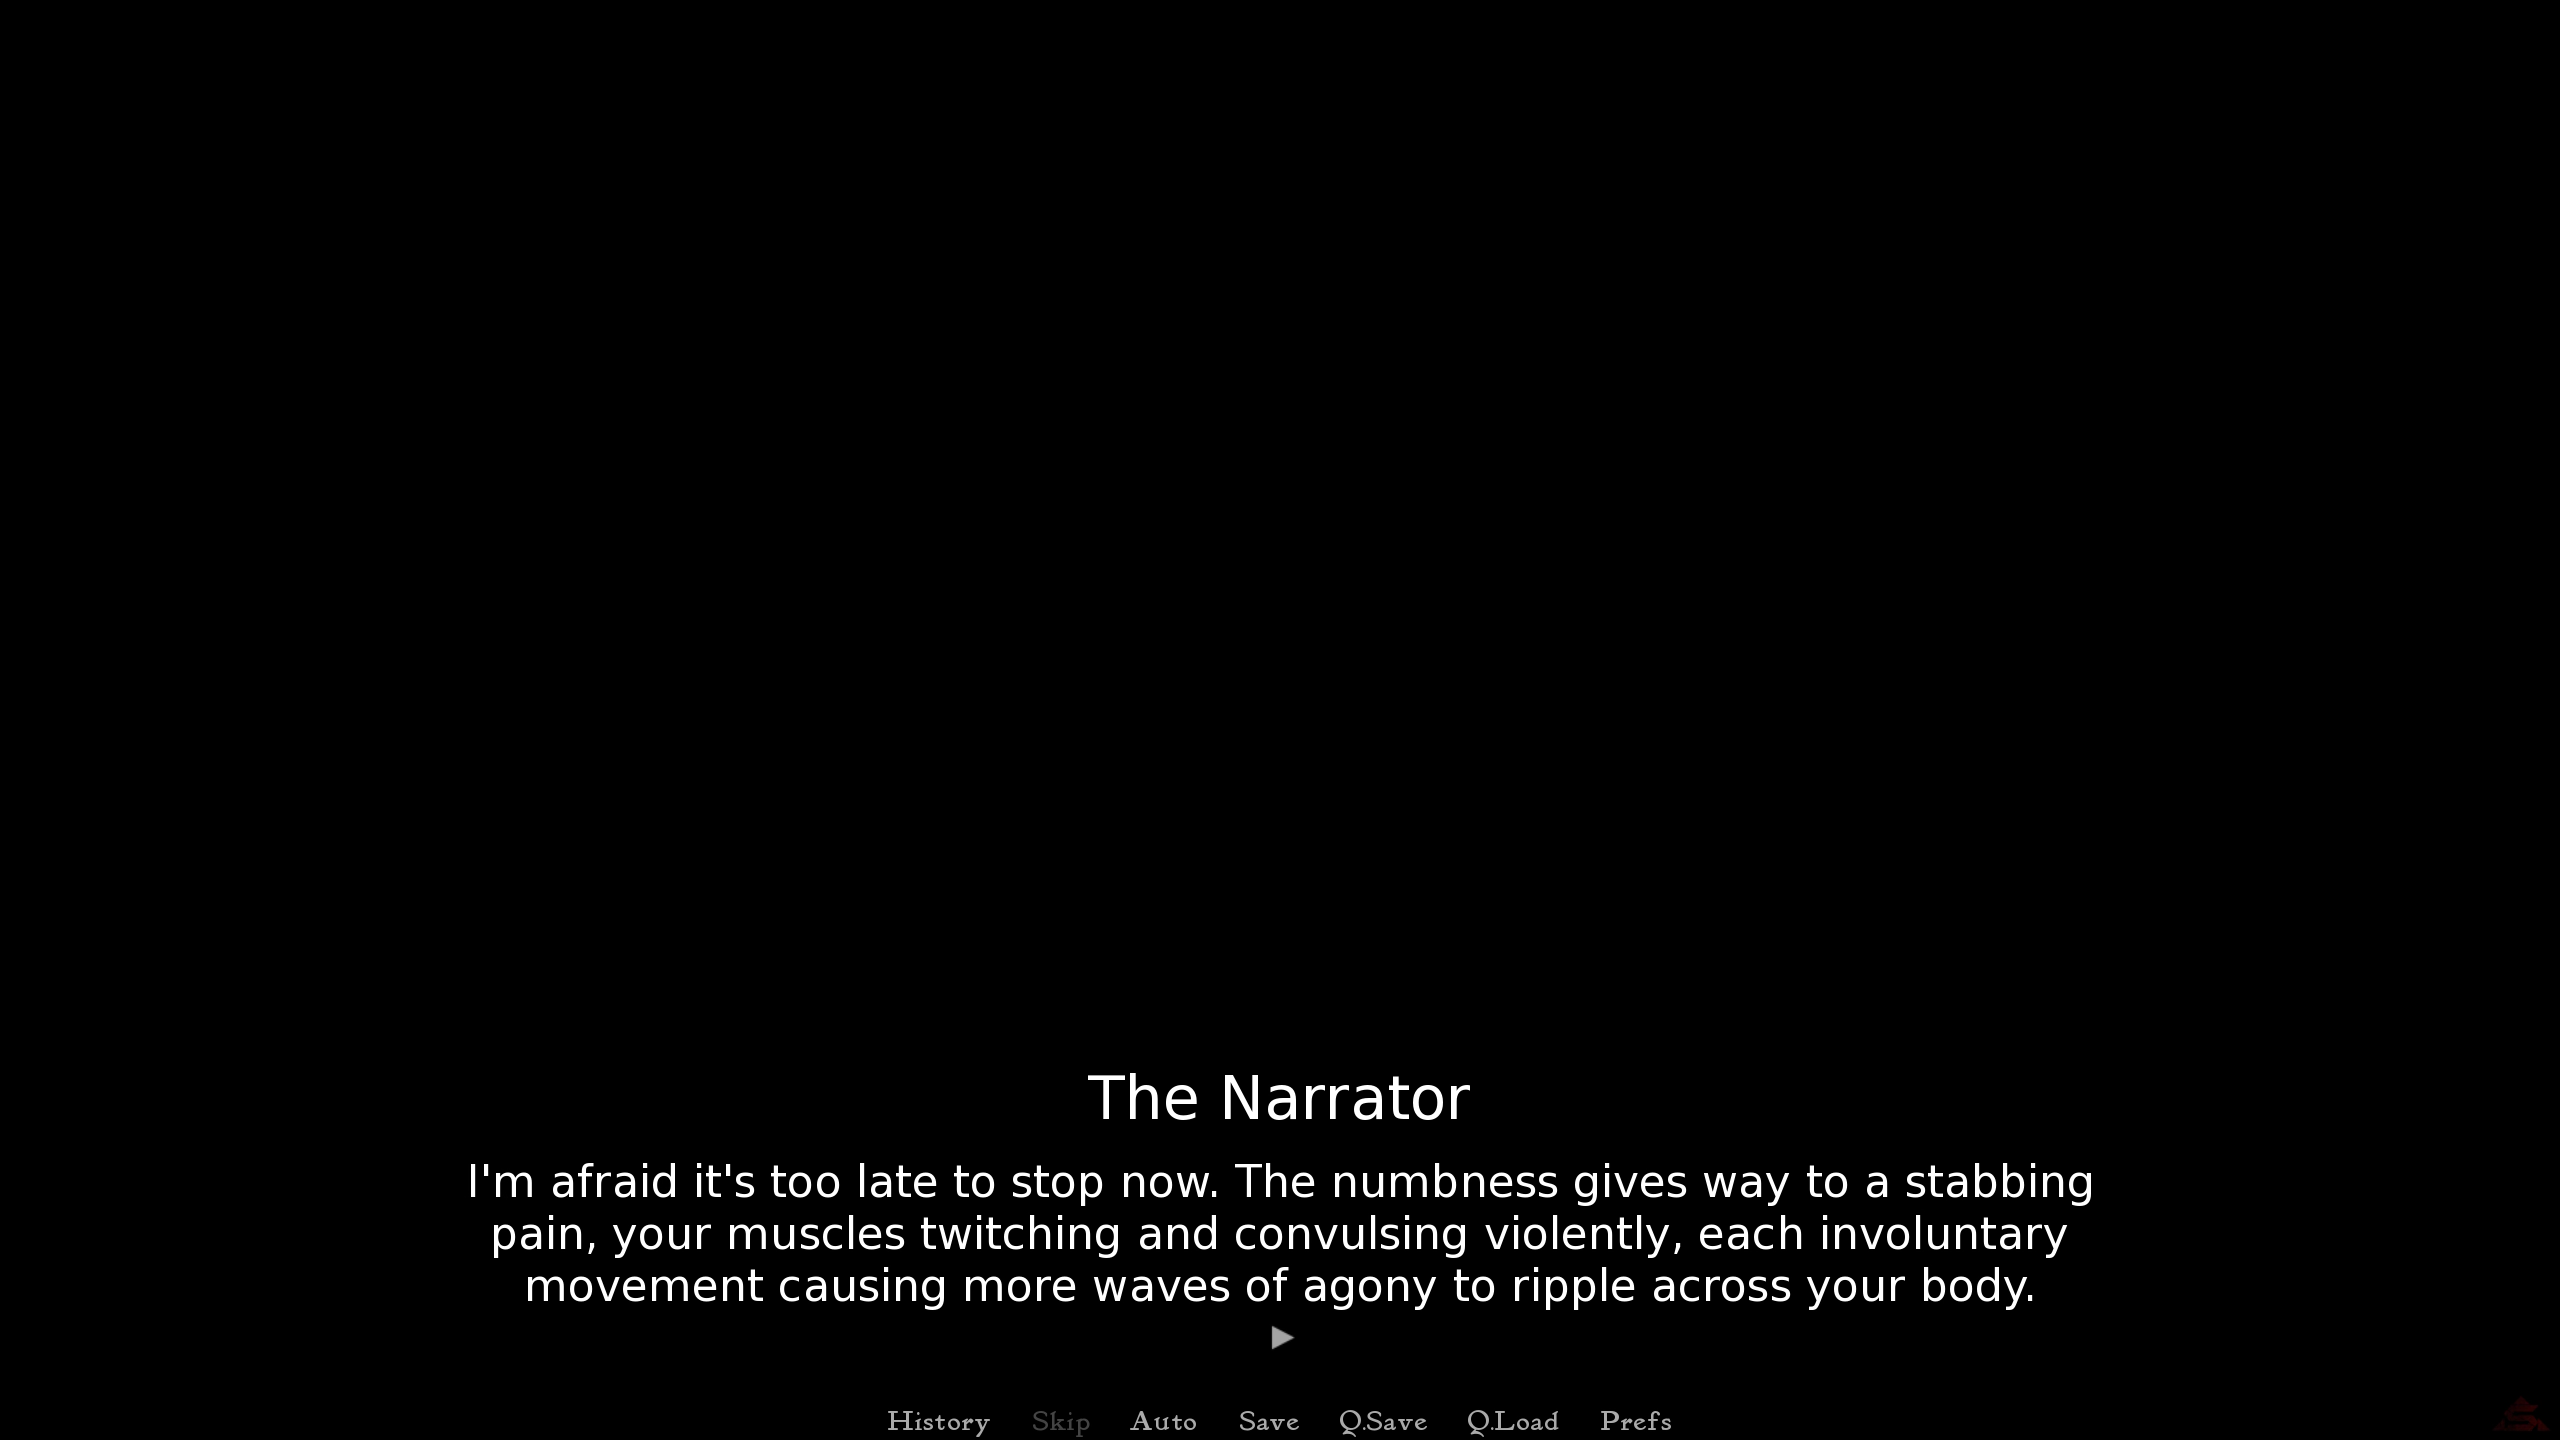 The Narrator
I'm afraid it's too late to stop now. The numbness gives way to a stabbing
pain, your muscles twitching and convulsing violently, each involuntary
movement causing more waves of agony to ripple across your body.
History Skip Auto Save Q.Save Q.Load Prefs